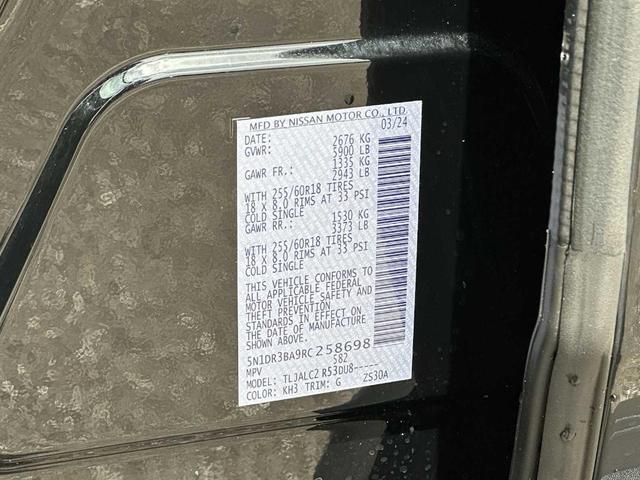 MFD BY NISSAN MOTOR CO., LTD.
DATE: 03/24
GVWR: 2676 KG
5900 LB
GAWR FR.: 1335 KG
2943 LB
WITH 255/60R18 TIRES
18 X 8.0 RIMS AT 33 PSI
COLD SINGLE
GAWR RR.: 1530 KG
3373 LB
WITH 255/60R18 TIRES
18 X 8.0 RIMS AT 33 PSI
COLD SINGLE
THIS VEHICLE CONFORMS TO
ALL APPLICABLE FEDERAL
MOTOR VEHICLE SAFETY AND
THEFT PREVENTION
STANDARDS IN EFFECT ON
THE DATE OF MANUFACTURE
SHOWN ABOVE.
5N1DR3BA9RC258698
MPV S82
MODEL: TLJALC2 R53DU8-----
COLOR: KH3 TRIM: G ZS30A